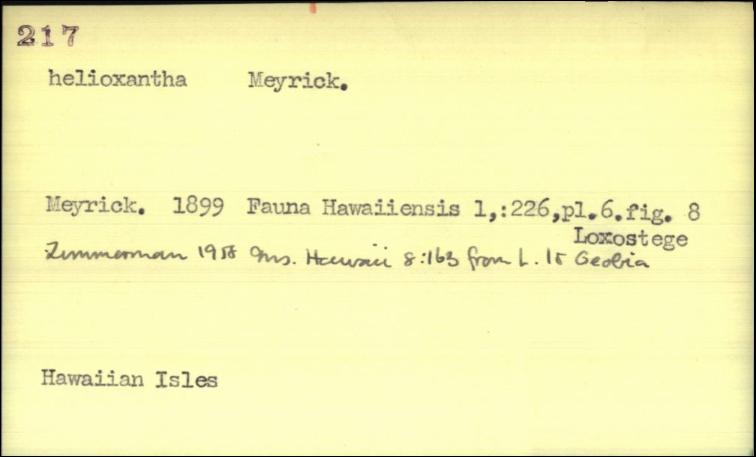 217
helioxantha Meyrick.
Meyrick. 1899 Fauna Hawaiiensis 1,:226,pl.6.fig. 8
Loxostege
Zimmerman 1958 Ins. Hawaii 8:163 from L. to Oeobia
Hawaiian Isles